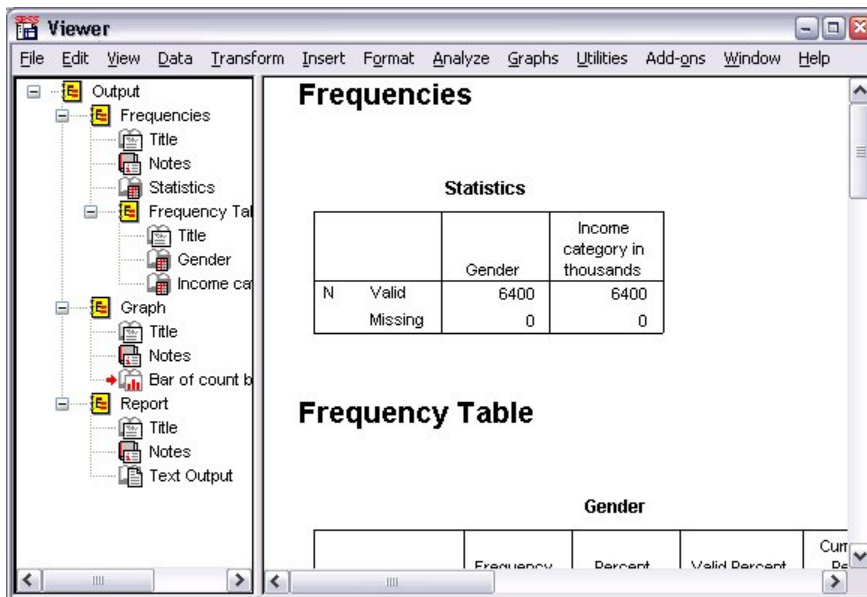 Viewer
File Edit View Data Transform Insert Format Analyze Graphs Utilities Add-ons Window Help
Output
Frequencies
Title
Notes
Statistics
Frequency Tal
Title
Gender
Income ca
Graph
Title
Notes
Bar of count b
Report
Title
Notes
Text Output
Frequencies
Statistics
Gender
Income
category in
thousands
N Valid 6400 6400
Missing 0 0
Frequency Table
Gender
Frequency Percent Valid Percent